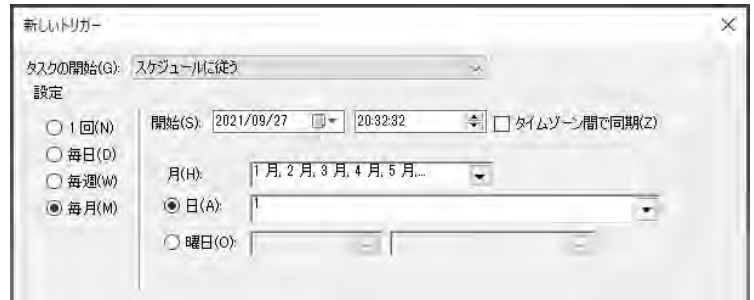 新しいトリガー
タスクの開始(G): スケジュールに従う
設定
1 回(N)
毎日(D)
毎週(W)
毎月(M)
開始(S): 2021/09/27 20:32:32 タイムゾーン間で同期(Z)
月(H): 1 月, 2 月, 3 月, 4 月, 5 月,...
日(A): 1
曜日(O):